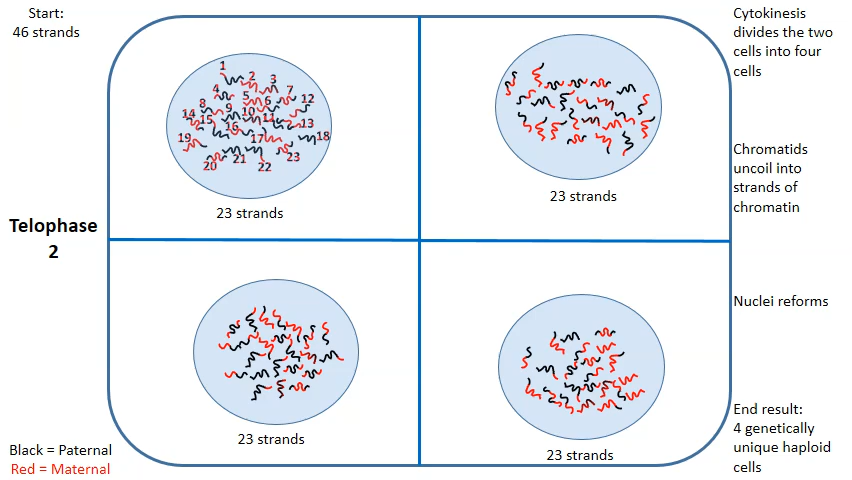 Start:
46 strands
Telophase
2
Black = Paternal
Red = Maternal
1
2
3
4
5
6
7
8
9
10
11
12
13
14
15
16
17
18
19
20
21
22
23
23 strands
23 strands
23 strands
23 strands
Cytokinesis
divides the two
cells into four
cells
Chromatids
uncoil into
strands of
chromatin
Nuclei reforms
End result:
4 genetically
unique haploid
cells